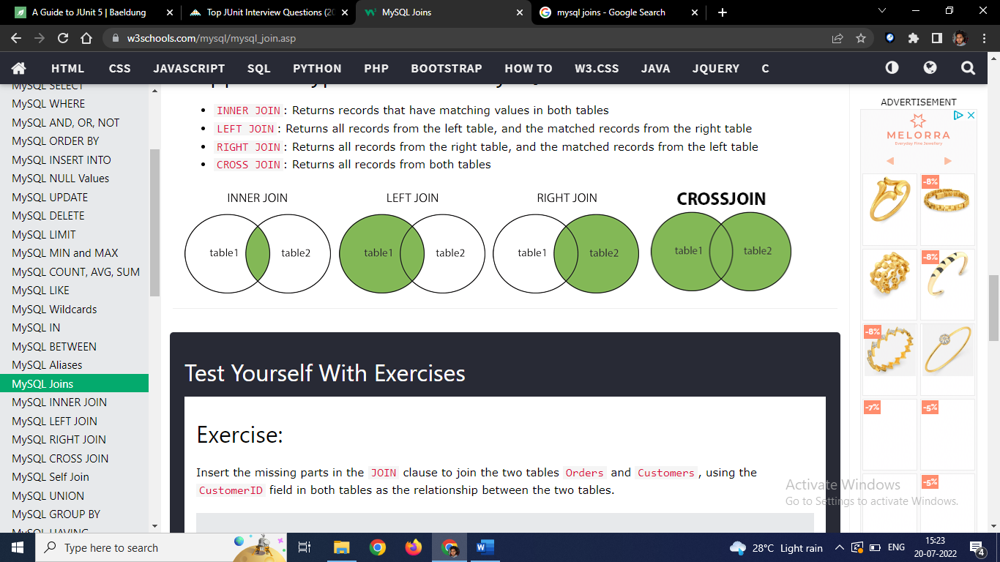 A Guide to JUnit 5 | Baeldung
Top JUnit Interview Questions (20
MySQL Joins
mysql joins - Google Search
w3schools.com/mysql/mysql_join.asp
HTML CSS JAVASCRIPT SQL PYTHON PHP BOOTSTRAP HOW TO W3.CSS JAVA JQUERY C
MySQL SELECT
MySQL WHERE
MySQL AND, OR, NOT
MySQL ORDER BY
MySQL INSERT INTO
MySQL NULL Values
MySQL UPDATE
MySQL DELETE
MySQL LIMIT
MySQL MIN and MAX
MySQL COUNT, AVG, SUM
MySQL LIKE
MySQL Wildcards
MySQL IN
MySQL BETWEEN
MySQL Aliases
MySQL Joins
MySQL INNER JOIN
MySQL LEFT JOIN
MySQL RIGHT JOIN
MySQL CROSS JOIN
MySQL Self Join
MySQL UNION
MySQL GROUP BY
MySQL HAVING
INNER JOIN: Returns records that have matching values in both tables
LEFT JOIN: Returns all records from the left table, and the matched records from the right table
RIGHT JOIN: Returns all records from the right table, and the matched records from the left table
CROSS JOIN: Returns all records from both tables
INNER JOIN
table1 table2
LEFT JOIN
table1 table2
RIGHT JOIN
table1 table2
CROSSJOIN
table1 table2
Test Yourself With Exercises
Exercise:
Insert the missing parts in the JOIN clause to join the two tables Orders and Customers, using the
CustomerID field in both tables as the relationship between the two tables.
ADVERTISEMENT
MELORRA
Everyday Fine Jewellery
-8%
-8%
-8%
-7%
-5%
-5%
Activate Windows
Go to Settings to activate Windows.
Type here to search
28°C Light rain
ENG
15:23
20-07-2022
4